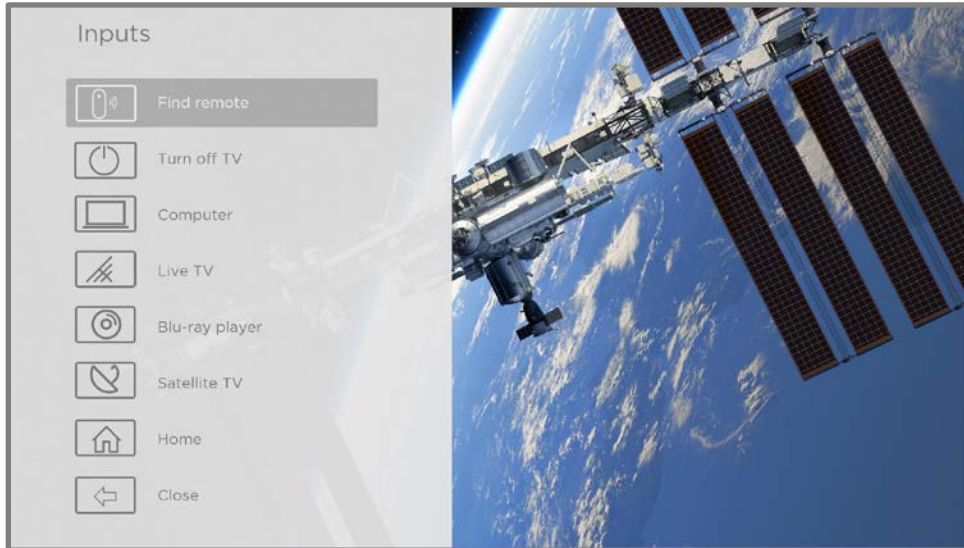 Inputs
Find remote
Turn off TV
Computer
Live TV
Blu-ray player
Satellite TV
Home
Close